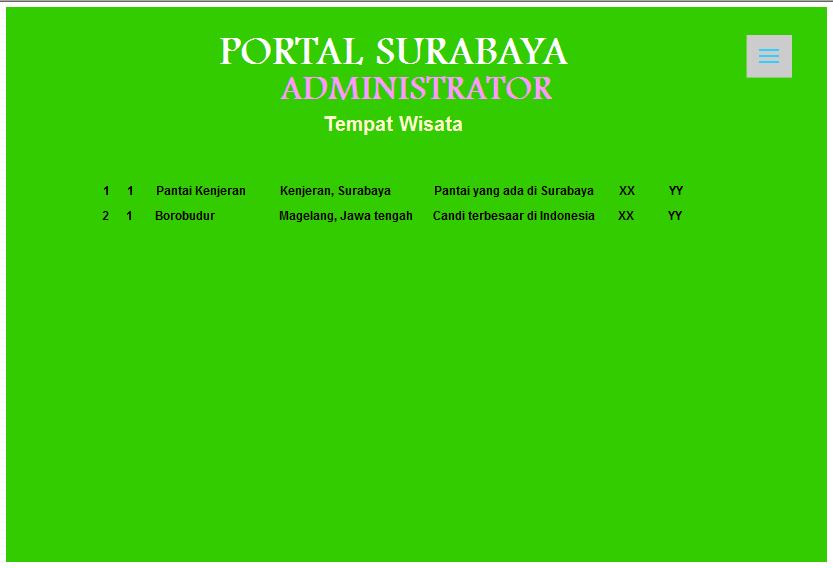 PORTAL SURABAYA
ADMINISTRATOR
Tempat Wisata
1 1 Pantai Kenjeran Kenjeran, Surabaya Pantai yang ada di Surabaya XX YY
2 1 Borobudur Magelang, Jawa tengah Candi terbesaar di Indonesia XX YY